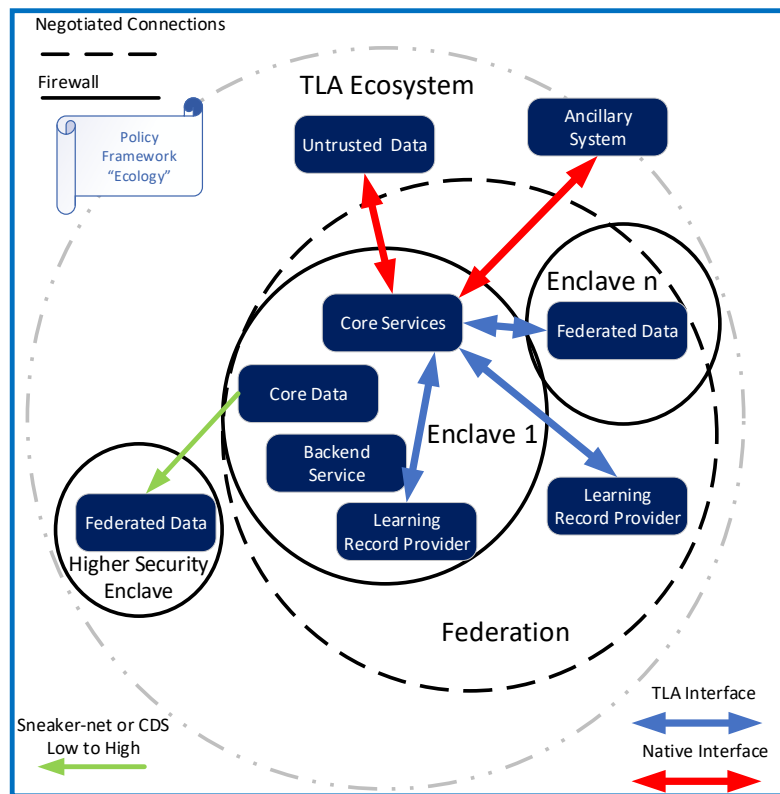 Negotiated Connections
Firewall
Policy
Framework
“Ecology”
TLA Ecosystem
Untrusted Data
Ancillary
System
Enclave n
Federated Data
Core Services
Core Data
Enclave 1
Backend
Service
Learning
Record Provider
Learning
Record Provider
Federated Data
Higher Security
Enclave
Federation
Sneaker-net or CDS
Low to High
TLA Interface
Native Interface